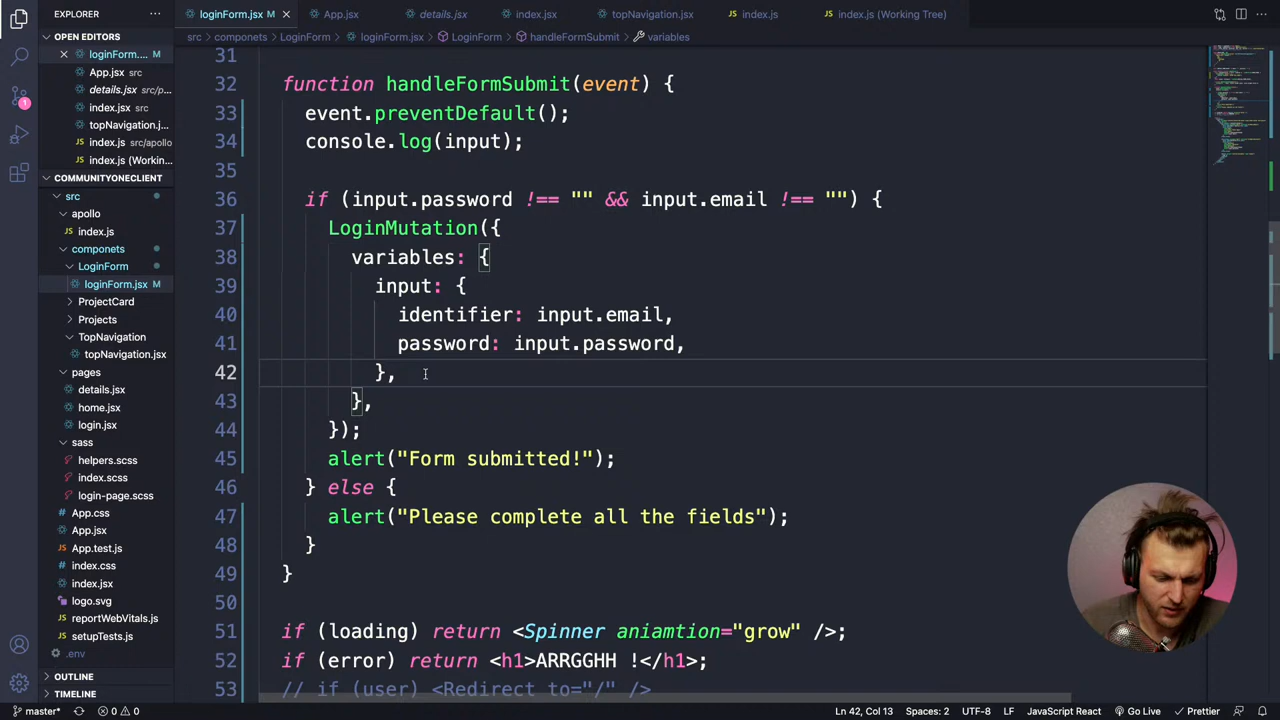 EXPLORER
loginForm.jsx M
App.jsx
details.jsx
index.jsx
topNavigation.jsx
index.js
index.js (Working Tree)
OPEN EDITORS
loginForm.... M
App.jsx src
details.jsx src/p...
index.jsx src/p...
topNavigation.j...
index.js src/apollo
index.js (Workin...
src > componets > LoginForm > loginForm.jsx > LoginForm > handleFormSubmit > variables
COMMUNITYONECLIENT
src
apollo
index.js
componets
LoginForm
loginForm.jsx M
ProjectCard
Projects
TopNavigation
topNavigation.jsx
pages
details.jsx
home.jsx
login.jsx
sass
helpers.scss
index.scss
login-page.scss
App.css
App.jsx
App.test.js
index.css
index.jsx
logo.svg
reportWebVitals.js
setupTests.js
.env
OUTLINE
TIMELINE
1
31
32 function handleFormSubmit(event) {
33 event.preventDefault();
34 console.log(input);
35
36 if (input.password !== "" && input.email !== "") {
37 LoginMutation({
38 variables: {
39 input: {
40 identifier: input.email,
41 password: input.password,
42 },
43 },
44 });
45 alert("Form submitted!");
46 } else {
47 alert("Please complete all the fields");
48 }
49 }
50
51 if (loading) return <Spinner aniamtion="grow" />;
52 if (error) return <h1>ARRGGHH !</h1>;
53 // if (user) <Redirect to="/" />
master* 0 0 Ln 42, Col 13 Spaces: 2 UTF-8 LF JavaScript React Go Live Prettier